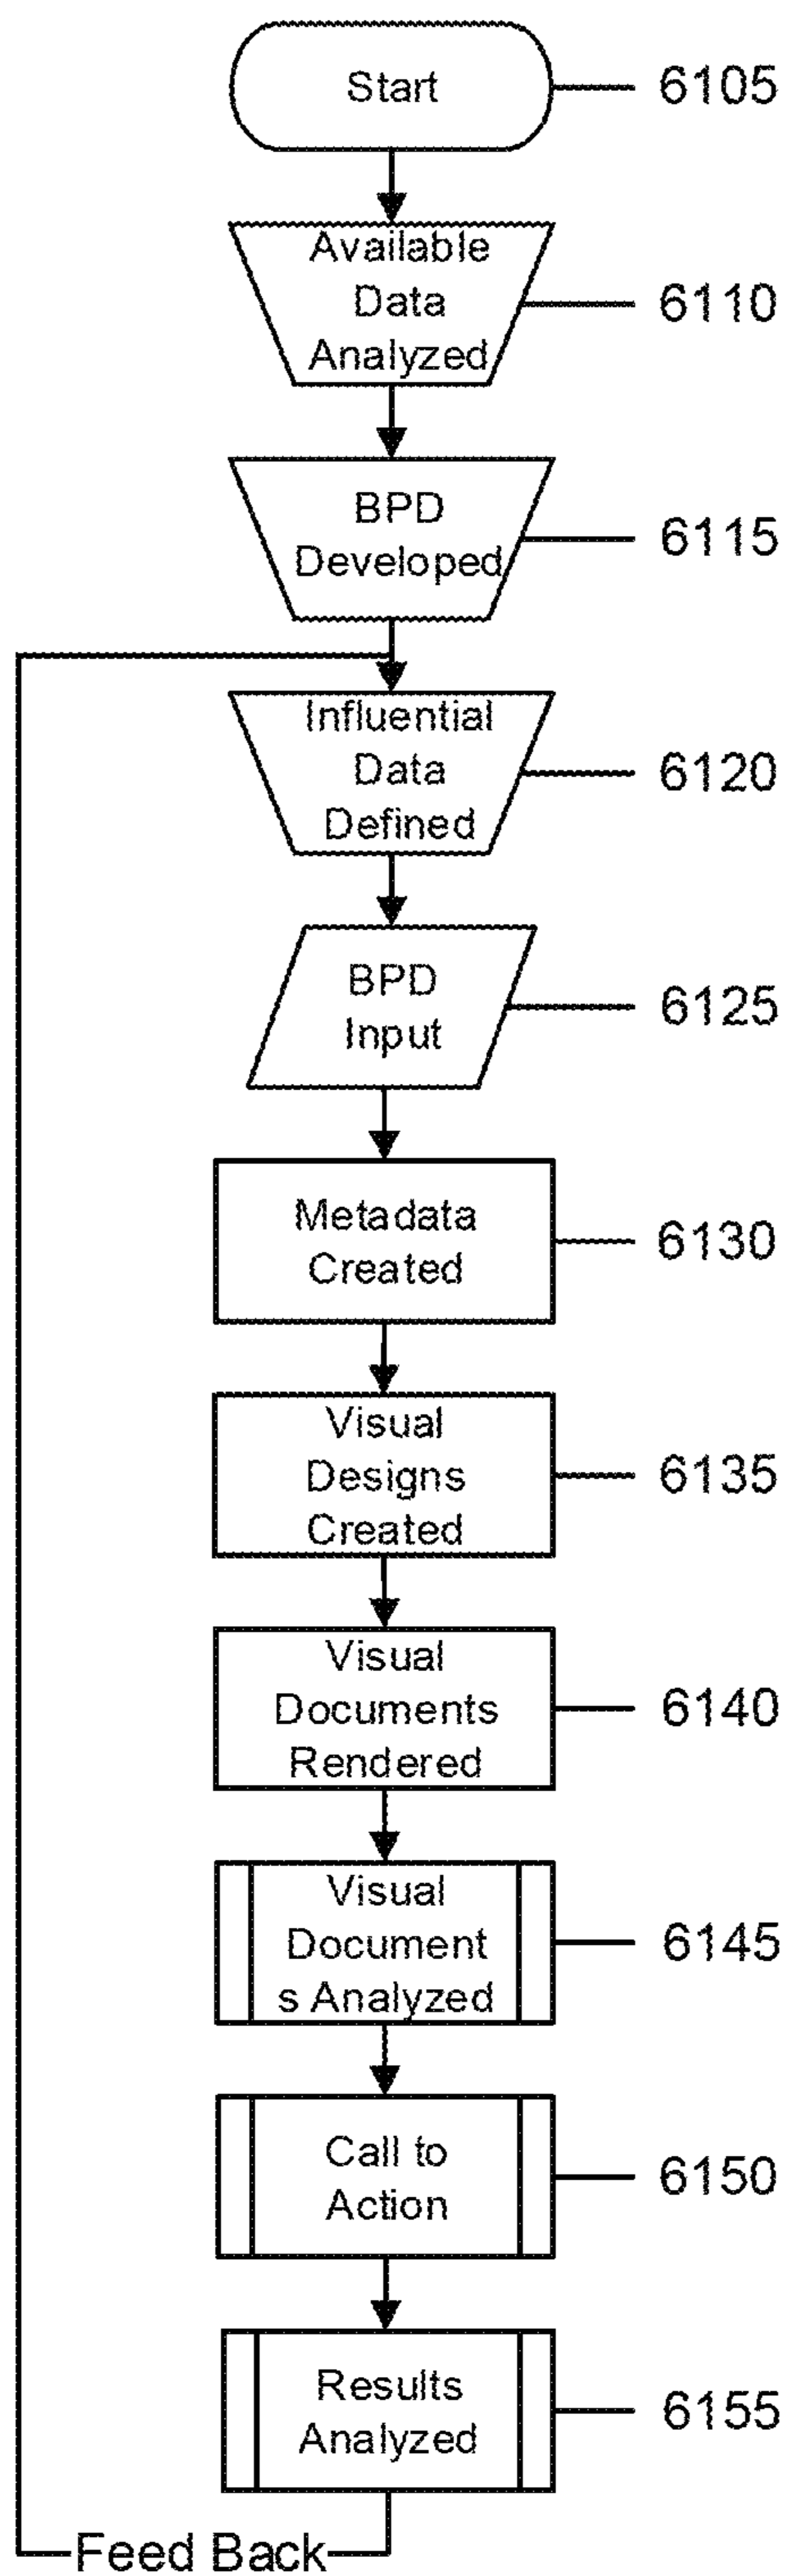 Start
6105
Available
Data
Analyzed
6110
BPD
Developed
6115
Influential
Data
Defined
6120
BPD
Input
6125
Metadata
Created
6130
Visual
Designs
Created
6135
Visual
Documents
Rendered
6140
Visual
Document
s Analyzed
6145
Call to
Action
6150
Results
Analyzed
6155
Feed Back